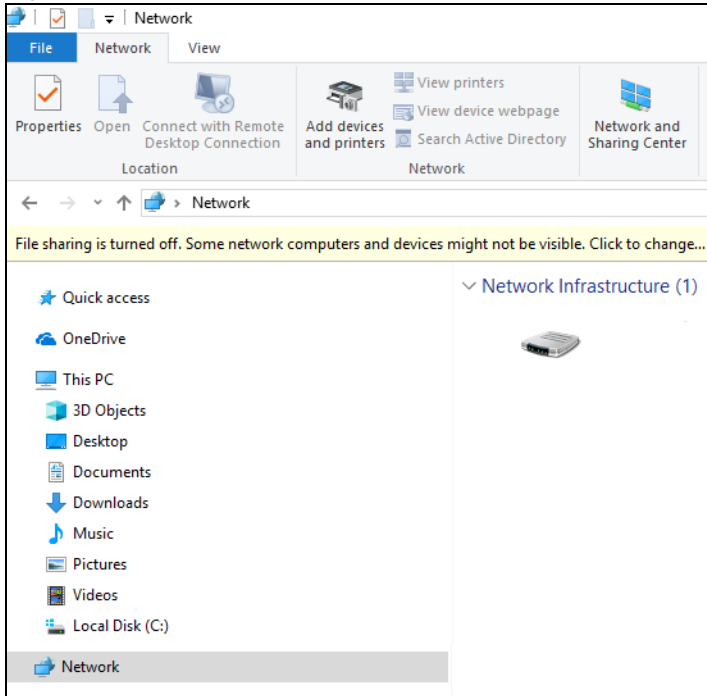 Network
File Network View
Properties Open Connect with Remote Desktop Connection
Location
Add devices and printers
View printers
View device webpage
Search Active Directory
Network
Network and Sharing Center
Network
File sharing is turned off. Some network computers and devices might not be visible. Click to change...
Quick access
OneDrive
This PC
3D Objects
Desktop
Documents
Downloads
Music
Pictures
Videos
Local Disk (C:)
Network
Network Infrastructure (1)